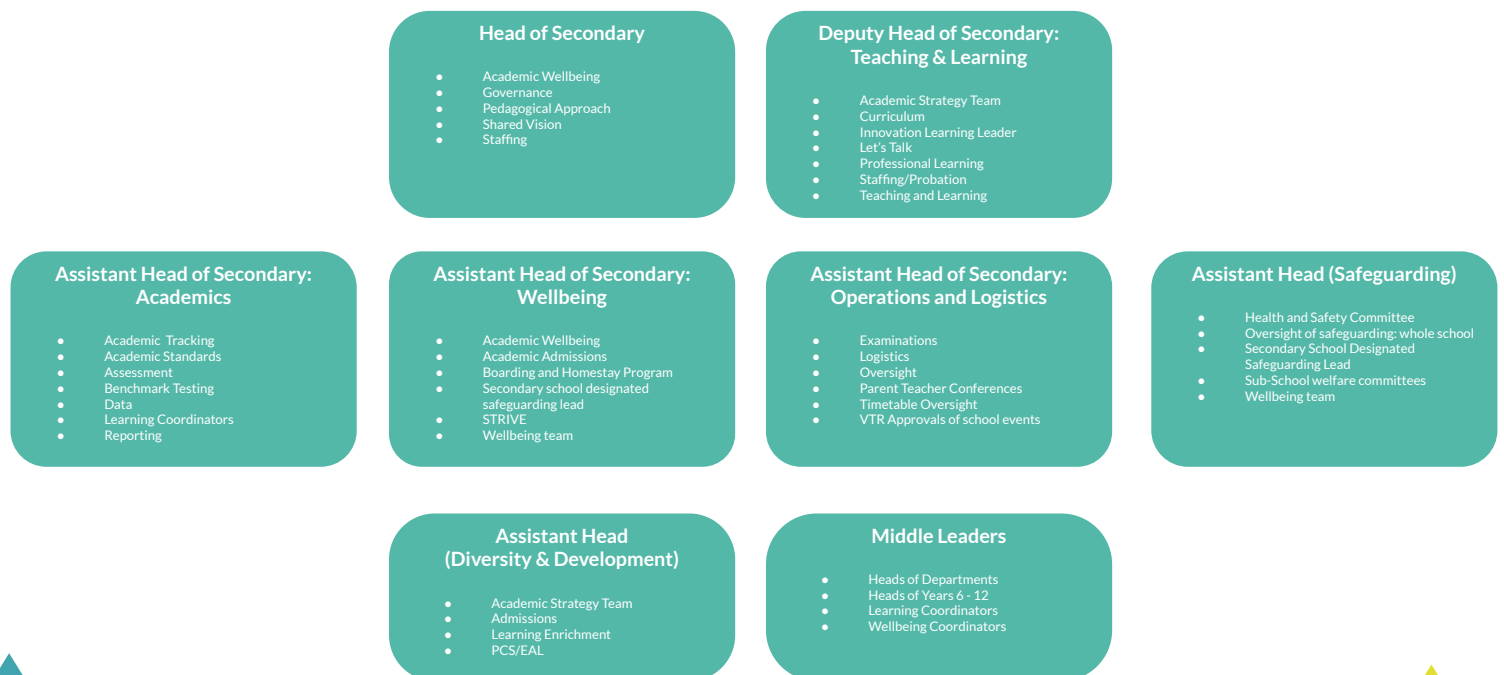 Head of Secondary
● Academic Wellbeing
● Governance
● Pedagogical Approach
● Shared Vision
● Staffing
Deputy Head of Secondary:
Teaching & Learning
● Academic Strategy Team
● Curriculum
● Innovation Learning Leader
● Let's Talk
● Professional Learning
● Staffing/Probation
● Teaching and Learning
Assistant Head of Secondary:
Academics
● Academic Tracking
● Academic Standards
● Assessment
● Benchmark Testing
● Data
● Learning Coordinators
● Reporting
Assistant Head of Secondary:
Wellbeing
● Academic Wellbeing
● Academic Admissions
● Boarding and Homestay Program
● Secondary school designated
safeguarding lead
● STRIVE
● Wellbeing team
Assistant Head of Secondary:
Operations and Logistics
● Examinations
● Logistics
● Oversight
● Parent Teacher Conferences
● Timetable Oversight
● VTR Approvals of school events
Assistant Head (Safeguarding)
● Health and Safety Committee
● Oversight of safeguarding: whole school
● Secondary School Designated
Safeguarding Lead
● Sub-School welfare committees
● Wellbeing team
Assistant Head
(Diversity & Development)
● Academic Strategy Team
● Admissions
● Learning Enrichment
● PCS/EAL
Middle Leaders
● Heads of Departments
● Heads of Years 6 - 12
● Learning Coordinators
● Wellbeing Coordinators